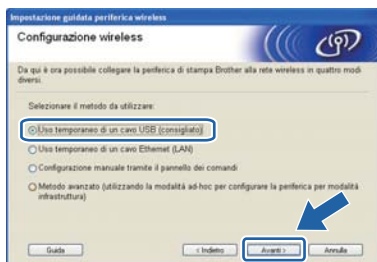 Impostazione guidata periferica wireless
Configurazione wireless
Da qui è ora possibile collegare la periferica di stampa Brother alla rete wireless in quattro modi
diversi.
Selezionare il metodo da utilizzare:
Uso temporaneo di un cavo USB (consigliato)
Uso temporaneo di un cavo Ethernet (LAN)
Configurazione manuale tramite il pannello dei comandi
Metodo avanzato (utilizzando la modalità ad-hoc per configurare la periferica per modalità
infrastruttura)
Guida
< Indietro
Avanti >
Annulla